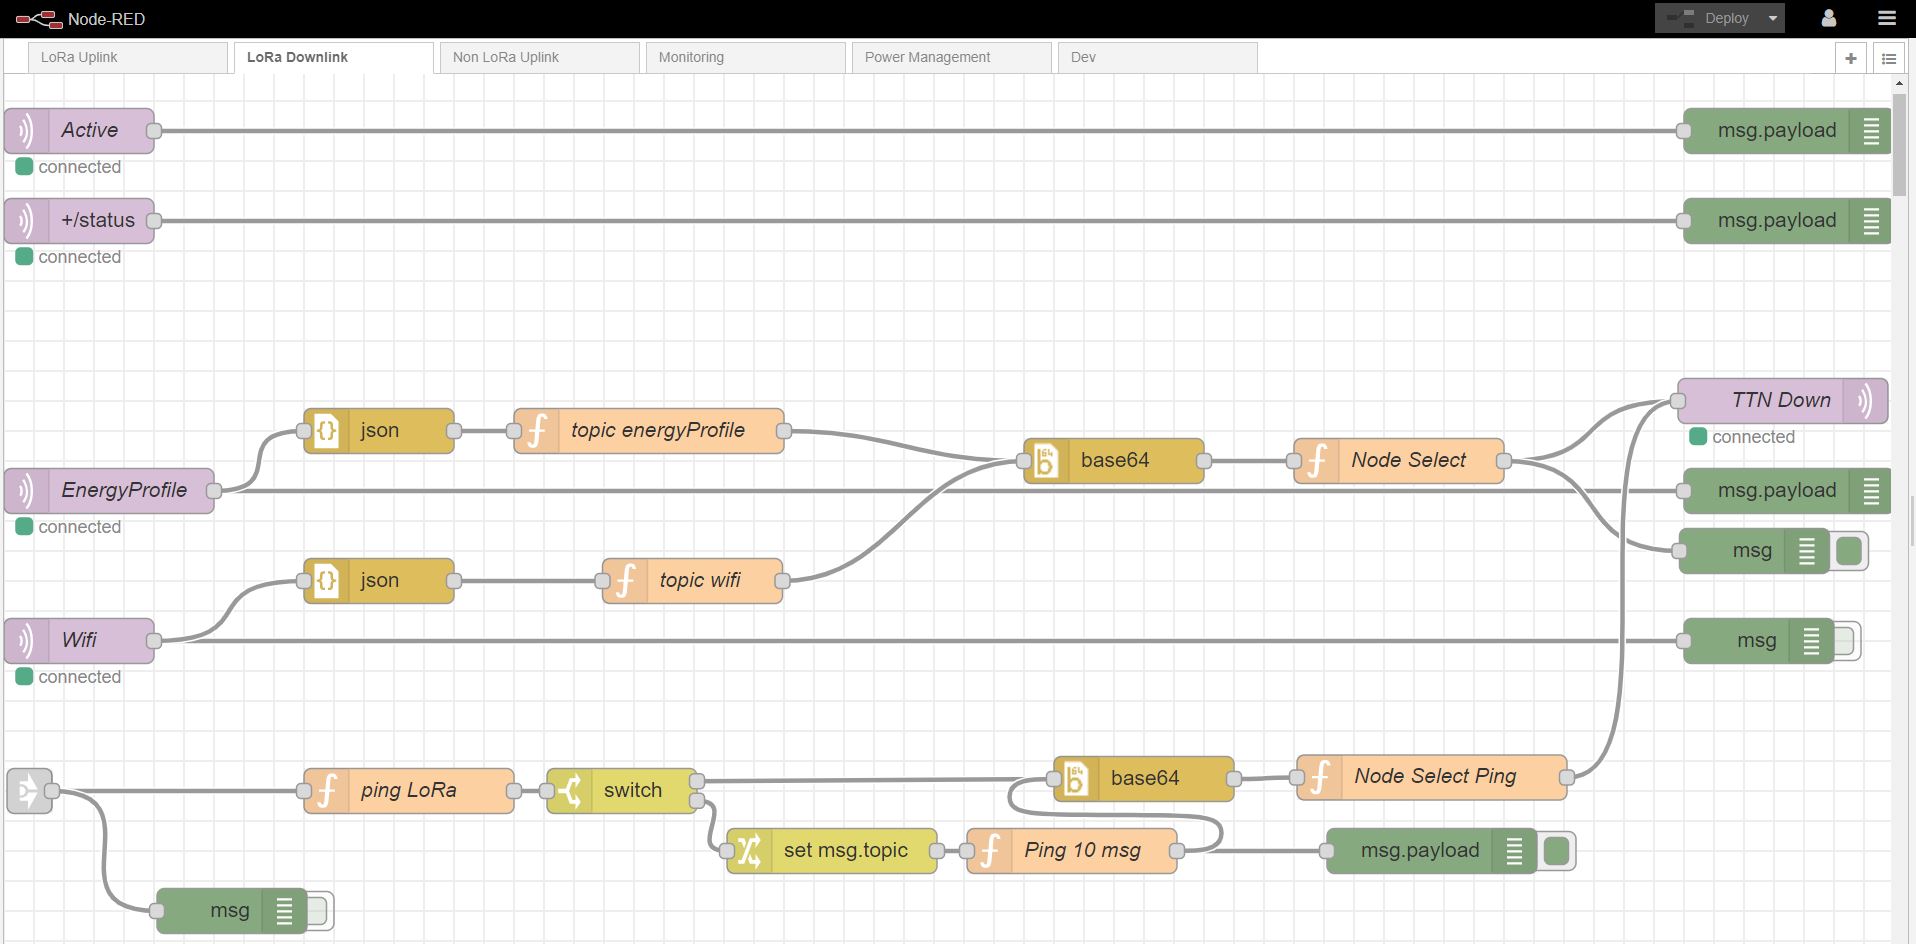 Node-RED
Deploy
LoRa Uplink
LoRa Downlink
Non LoRa Uplink
Monitoring
Power Management
Dev
Active
msg.payload
connected
+/status
msg.payload
connected
TTN Down
connected
json
topic energyProfile
64
base64
Node Select
EnergyProfile
msg.payload
connected
msg
json
topic wifi
Wifi
msg
connected
ping LoRa
switch
64
base64
Node Select Ping
set msg.topic
Ping 10 msg
msg.payload
msg